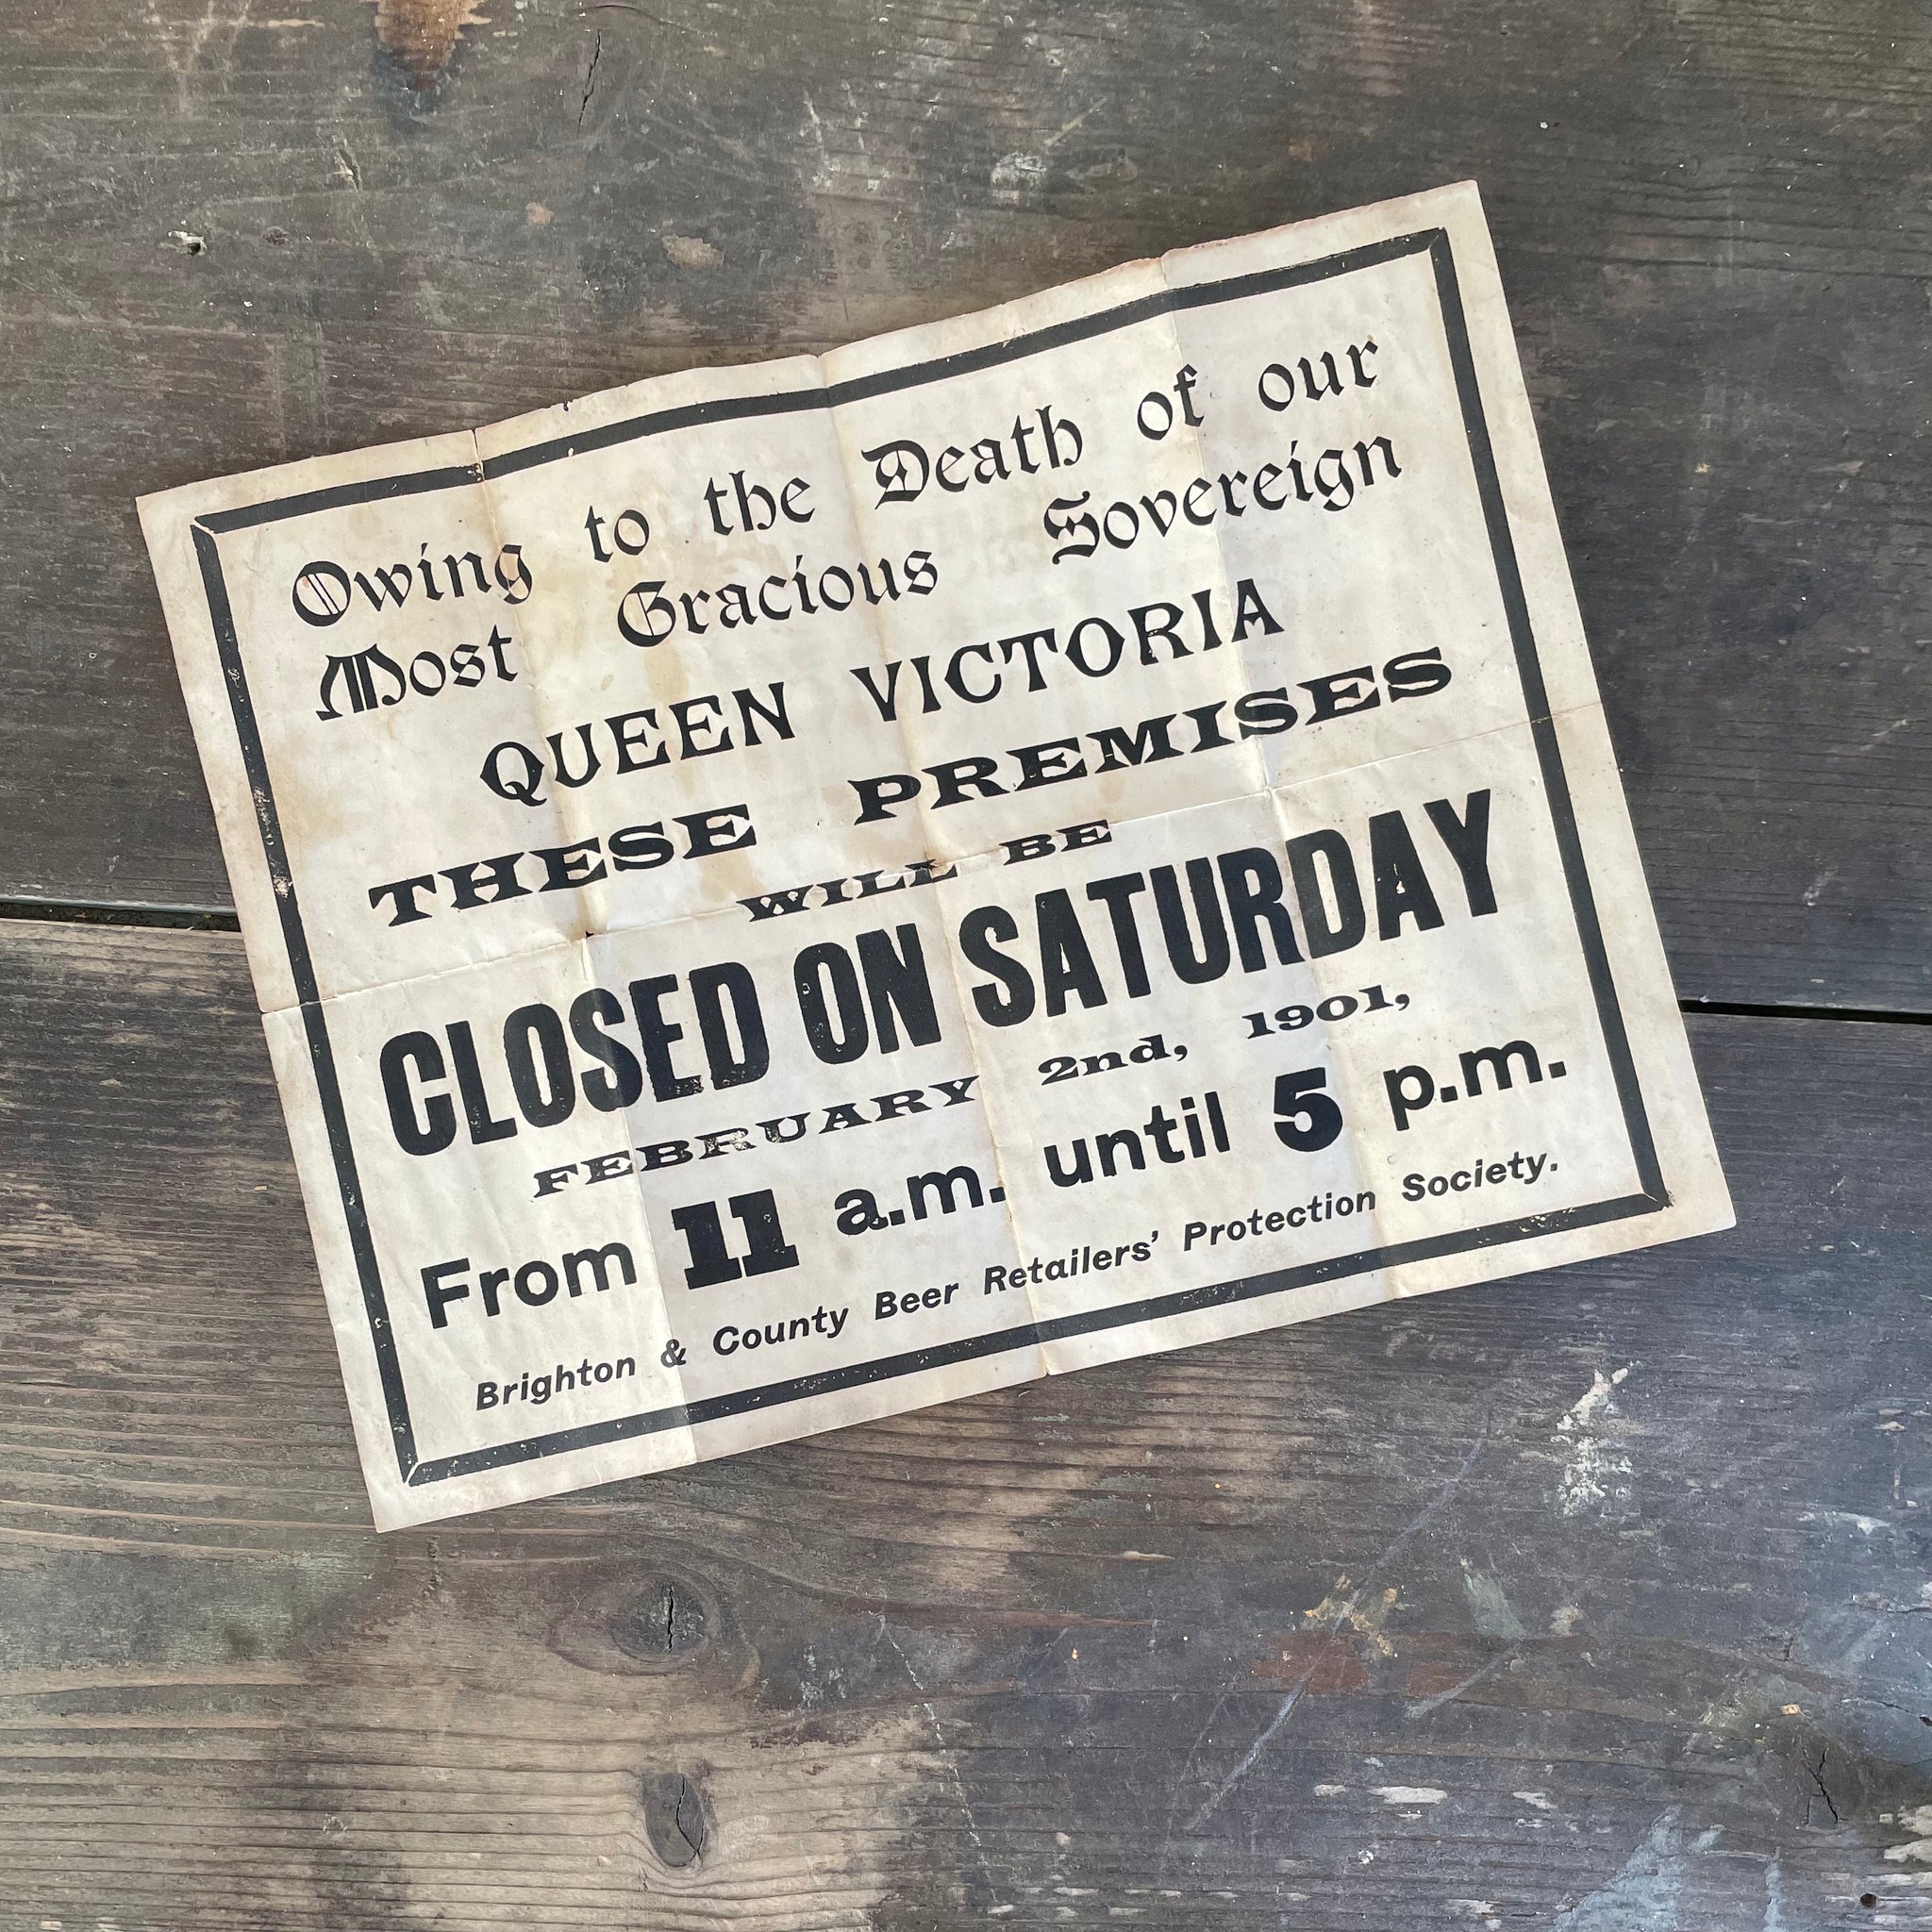 Owing to the Death of our
Most Gracious Sovereign
QUEEN VICTORIA
THESE PREMISES
WILL BE
CLOSED ON SATURDAY
FEBRUARY 2nd, 1901,
From 11 a.m. until 5 p.m.
Brighton & County Beer Retailers' Protection Society.